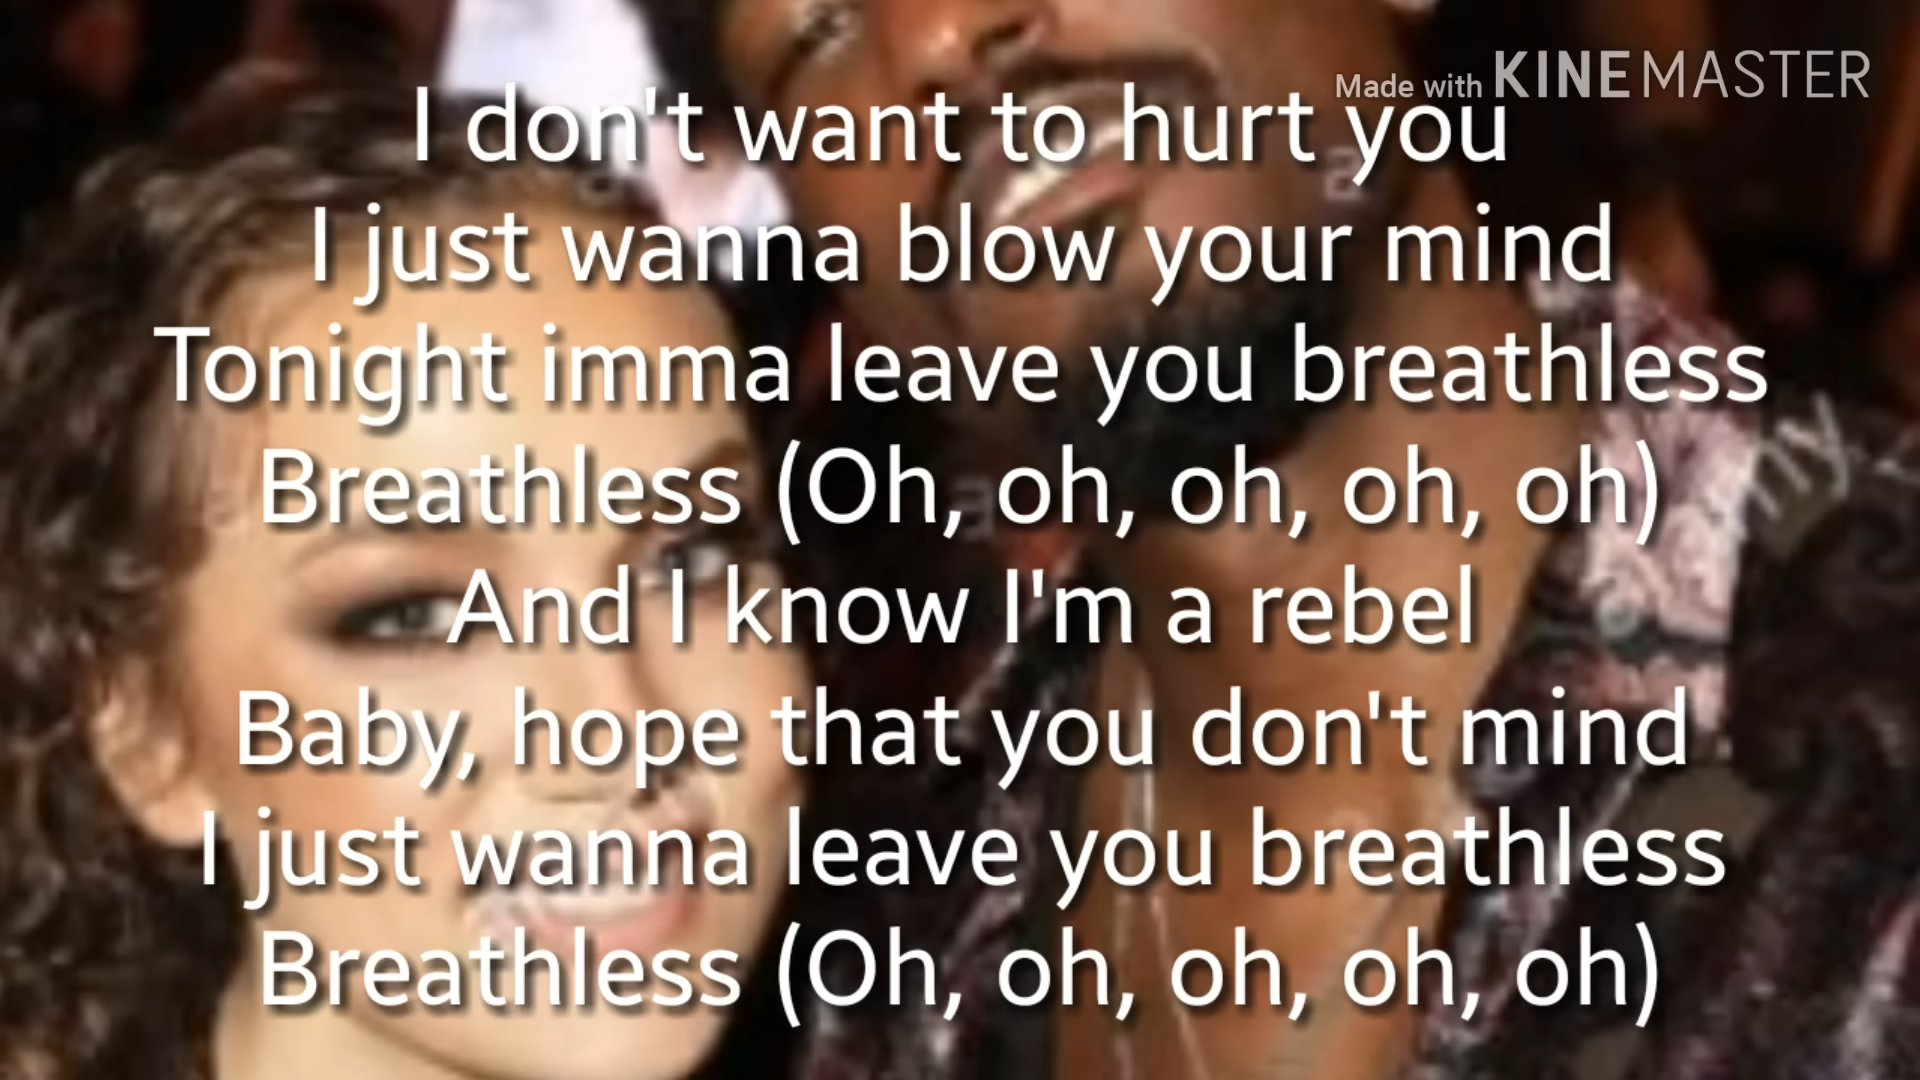 Made with KINEMASTER
I don't want to hurt you
I just wanna blow your mind
Tonight imma leave you breathless
Breathless (Oh, oh, oh, oh, oh)
And I know I'm a rebel
Baby, hope that you don't mind
I just wanna leave you breathless
Breathless (Oh, oh, oh, oh, oh)